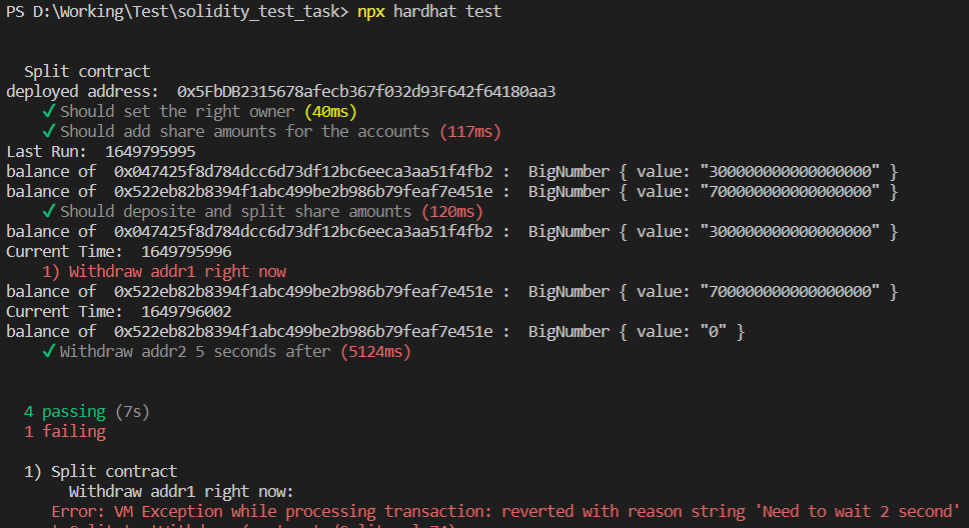 PS D:\Working\Test\solidity_test_task> npx hardhat test
Split contract
deployed address:  0x5FbDB2315678afecb367f032d93F642f64180aa3
✓ Should set the right owner (40ms)
✓ Should add share amounts for the accounts (117ms)
Last Run:  1649795995
balance of  0x047425f8d784dcc6d73df12bc6eeca3aa51f4fb2 :  BigNumber { value: "300000000000000000" }
balance of  0x522eb82b8394f1abc499be2b986b79feaf7e451e :  BigNumber { value: "700000000000000000" }
✓ Should deposite and split share amounts (120ms)
balance of  0x047425f8d784dcc6d73df12bc6eeca3aa51f4fb2 :  BigNumber { value: "300000000000000000" }
Current Time:  1649795996
1) Withdraw addr1 right now
balance of  0x522eb82b8394f1abc499be2b986b79feaf7e451e :  BigNumber { value: "700000000000000000" }
Current Time:  1649796002
balance of  0x522eb82b8394f1abc499be2b986b79feaf7e451e :  BigNumber { value: "0" }
✓ Withdraw addr2 5 seconds after (5124ms)
4 passing (7s)
1 failing
1) Split contract
Withdraw addr1 right now:
Error: VM Exception while processing transaction: reverted with reason string 'Need to wait 2 second'